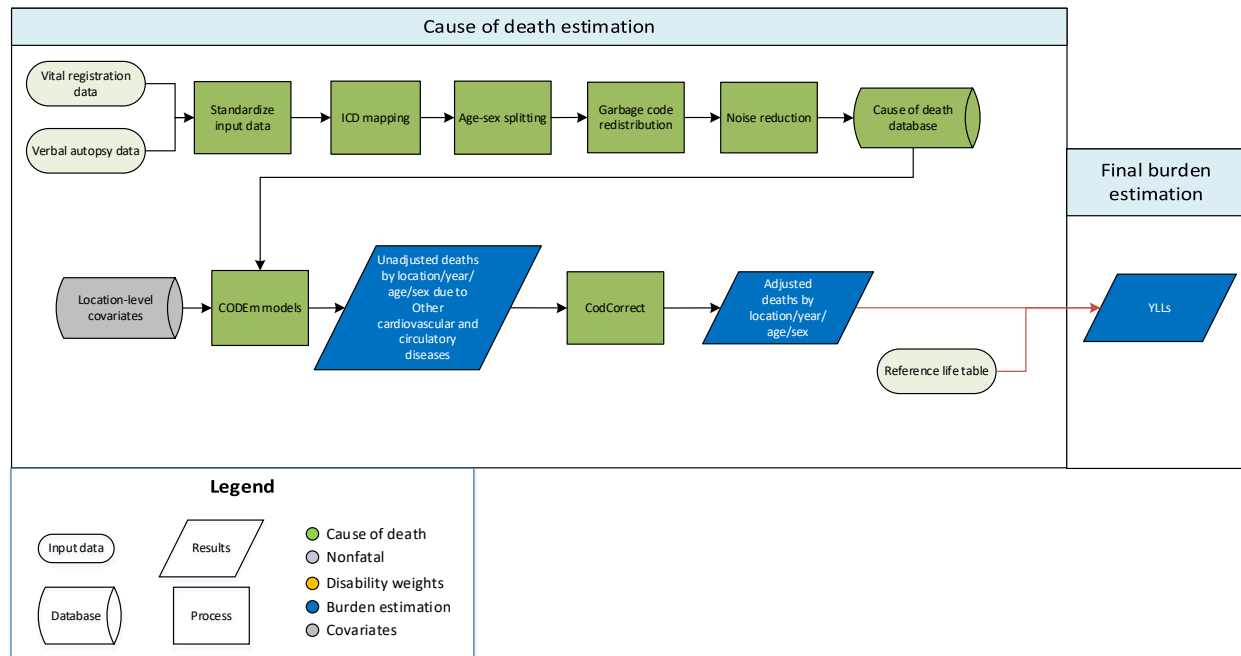 Cause of death estimation
Vital registration
data
Verbal autopsy data
Standardize
input data
ICD mapping
Age-sex splitting
Garbage code
redistribution
Noise reduction
Cause of death
database
Final burden
estimation
Location-level
covariates
CODEm models
Unadjusted deaths
by location/year/
age/sex due to
Other
cardiovascular and
circulatory
diseases
CodCorrect
Adjusted
deaths by
location/year/
age/sex
Reference life table
YLLs
Legend
Input data
Results
Database
Process
Cause of death
Nonfatal
Disability weights
Burden estimation
Covariates